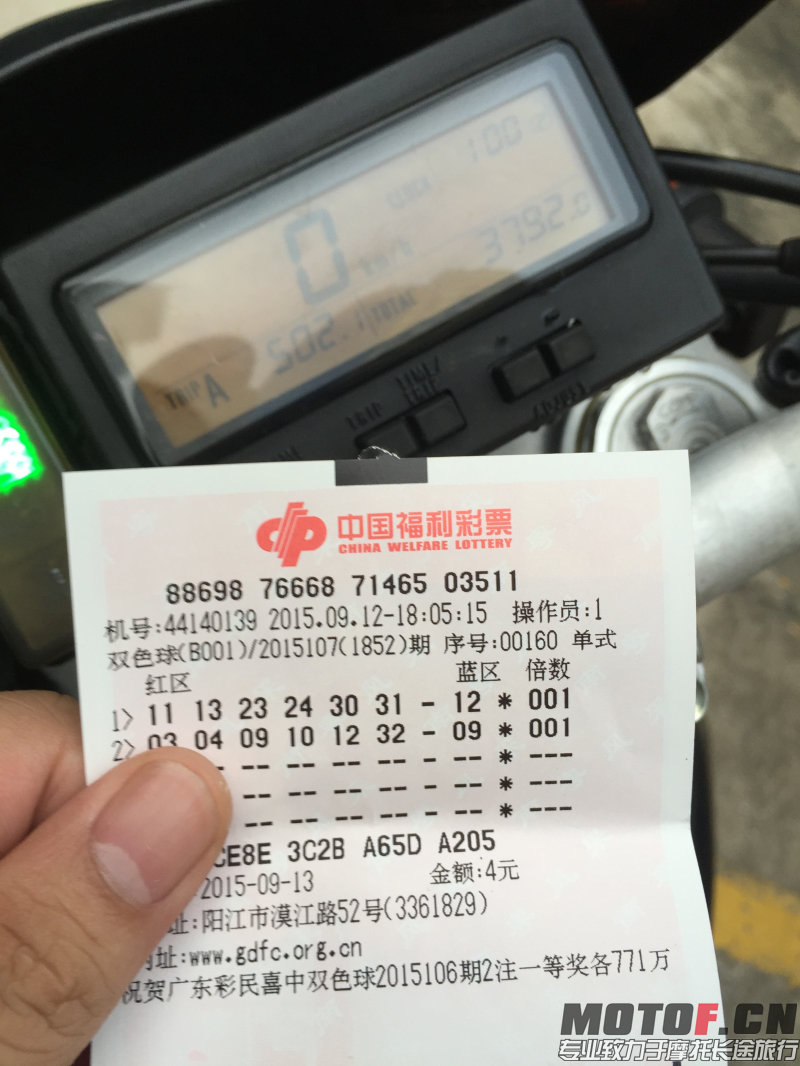 100
0
km/h
3792.0
TRIP A
502.1
TOTAL
ADJUST
中国福利彩票
CHINA WELFARE LOTTERY
88698 76668 71465 03511
机号:44140139 2015.09.12-18:05:15 操作员:1
双色球(B001)/2015107(1852)期 序号:00160 单式
红区 蓝区 倍数
1> 11 13 23 24 30 31 - 12 * 001
2> 03 04 09 10 12 32 - 09 * 001
-- -- -- -- -- - -- * ---
-- -- -- -- -- - -- * ---
-- -- -- -- -- - -- * ---
CE8E 3C2B A65D A205
2015-09-13 金额:4元
址:阳江市漠江路52号(3361829)
网址:www.gdfc.org.cn
祝贺广东彩民喜中双色球2015106期2注一等奖各771万
MOTOF.CN
专业致力于摩托长途旅行